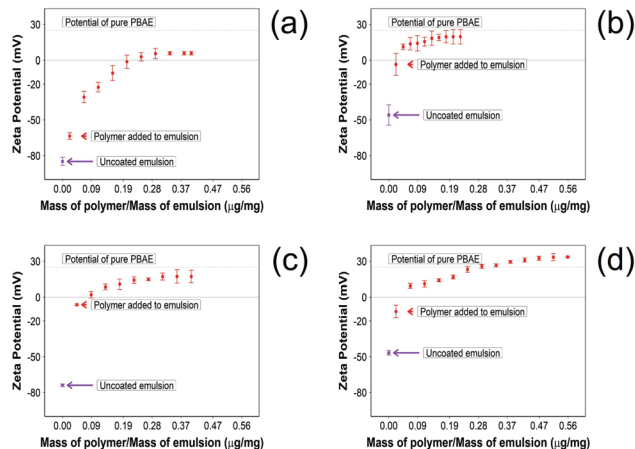 (a)
Potential of pure PBAE
30
0
-20
-50
-80
Zeta Potential (mV)
Polymer added to emulsion
Uncoated emulsion
0.00 0.09 0.19 0.28 0.37 0.46 0.56
Mass of polymer/Mass of emulsion (μg/mg)
(b)
Potential of pure PBAE
30
0
-20
-50
-80
Zeta Potential (mV)
Polymer added to emulsion
Uncoated emulsion
0.00 0.09 0.19 0.28 0.37 0.46 0.56
Mass of polymer/Mass of emulsion (μg/mg)
(c)
Potential of pure PBAE
30
0
-20
-50
-80
Zeta Potential (mV)
Polymer added to emulsion
Uncoated emulsion
0.00 0.09 0.19 0.28 0.37 0.46 0.56
Mass of polymer/Mass of emulsion (μg/mg)
(d)
Potential of pure PBAE
30
0
-20
-50
-80
Zeta Potential (mV)
Polymer added to emulsion
Uncoated emulsion
0.00 0.09 0.19 0.28 0.37 0.46 0.56
Mass of polymer/Mass of emulsion (μg/mg)